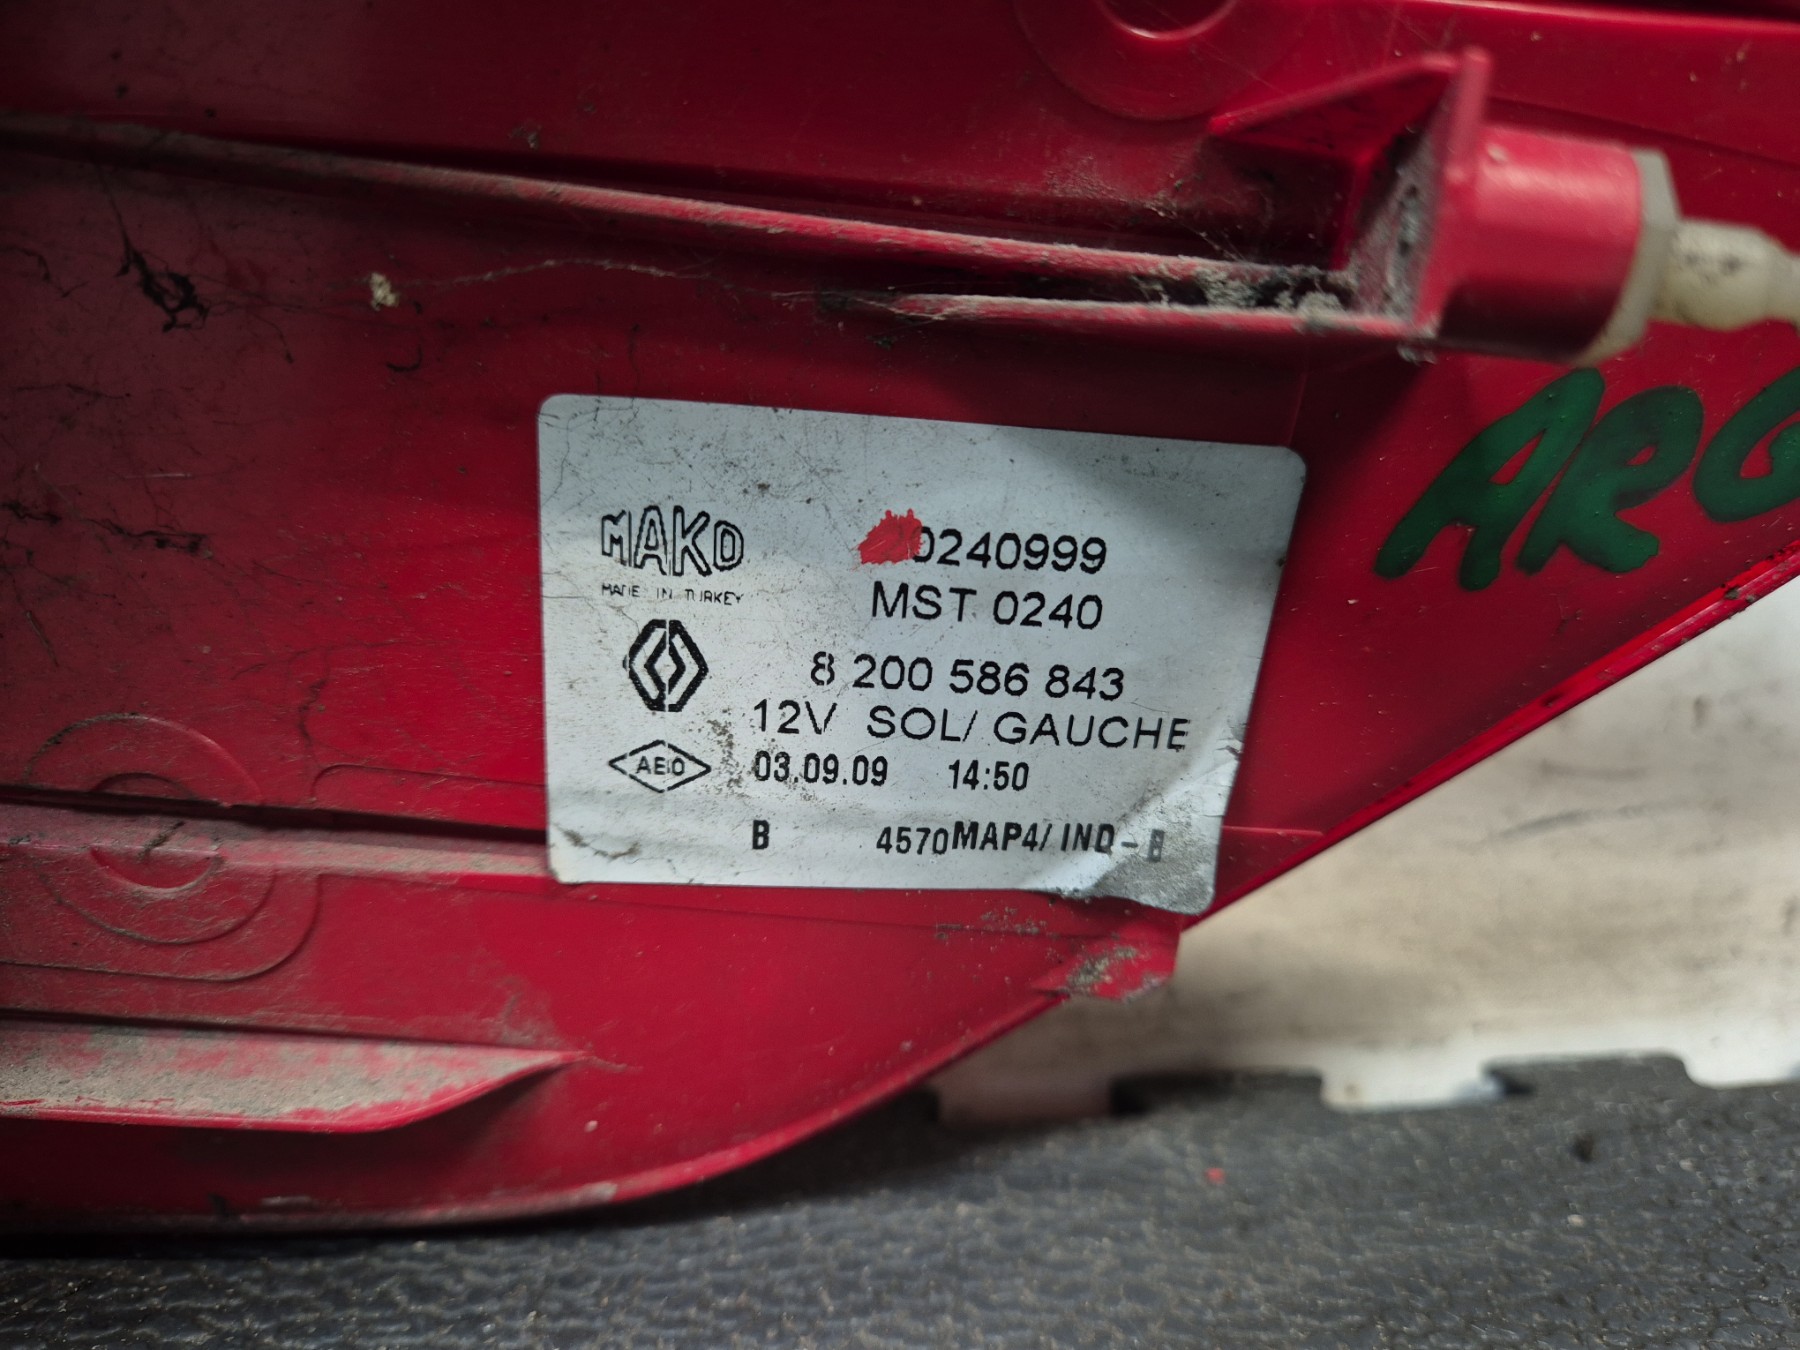 MAKO
MADE IN TURKEY
0240999
MST 0240
8 200 586 843
12V SOL/ GAUCHE
03.09.09 14:50
B 4570MAP4/ IND-B
ARG